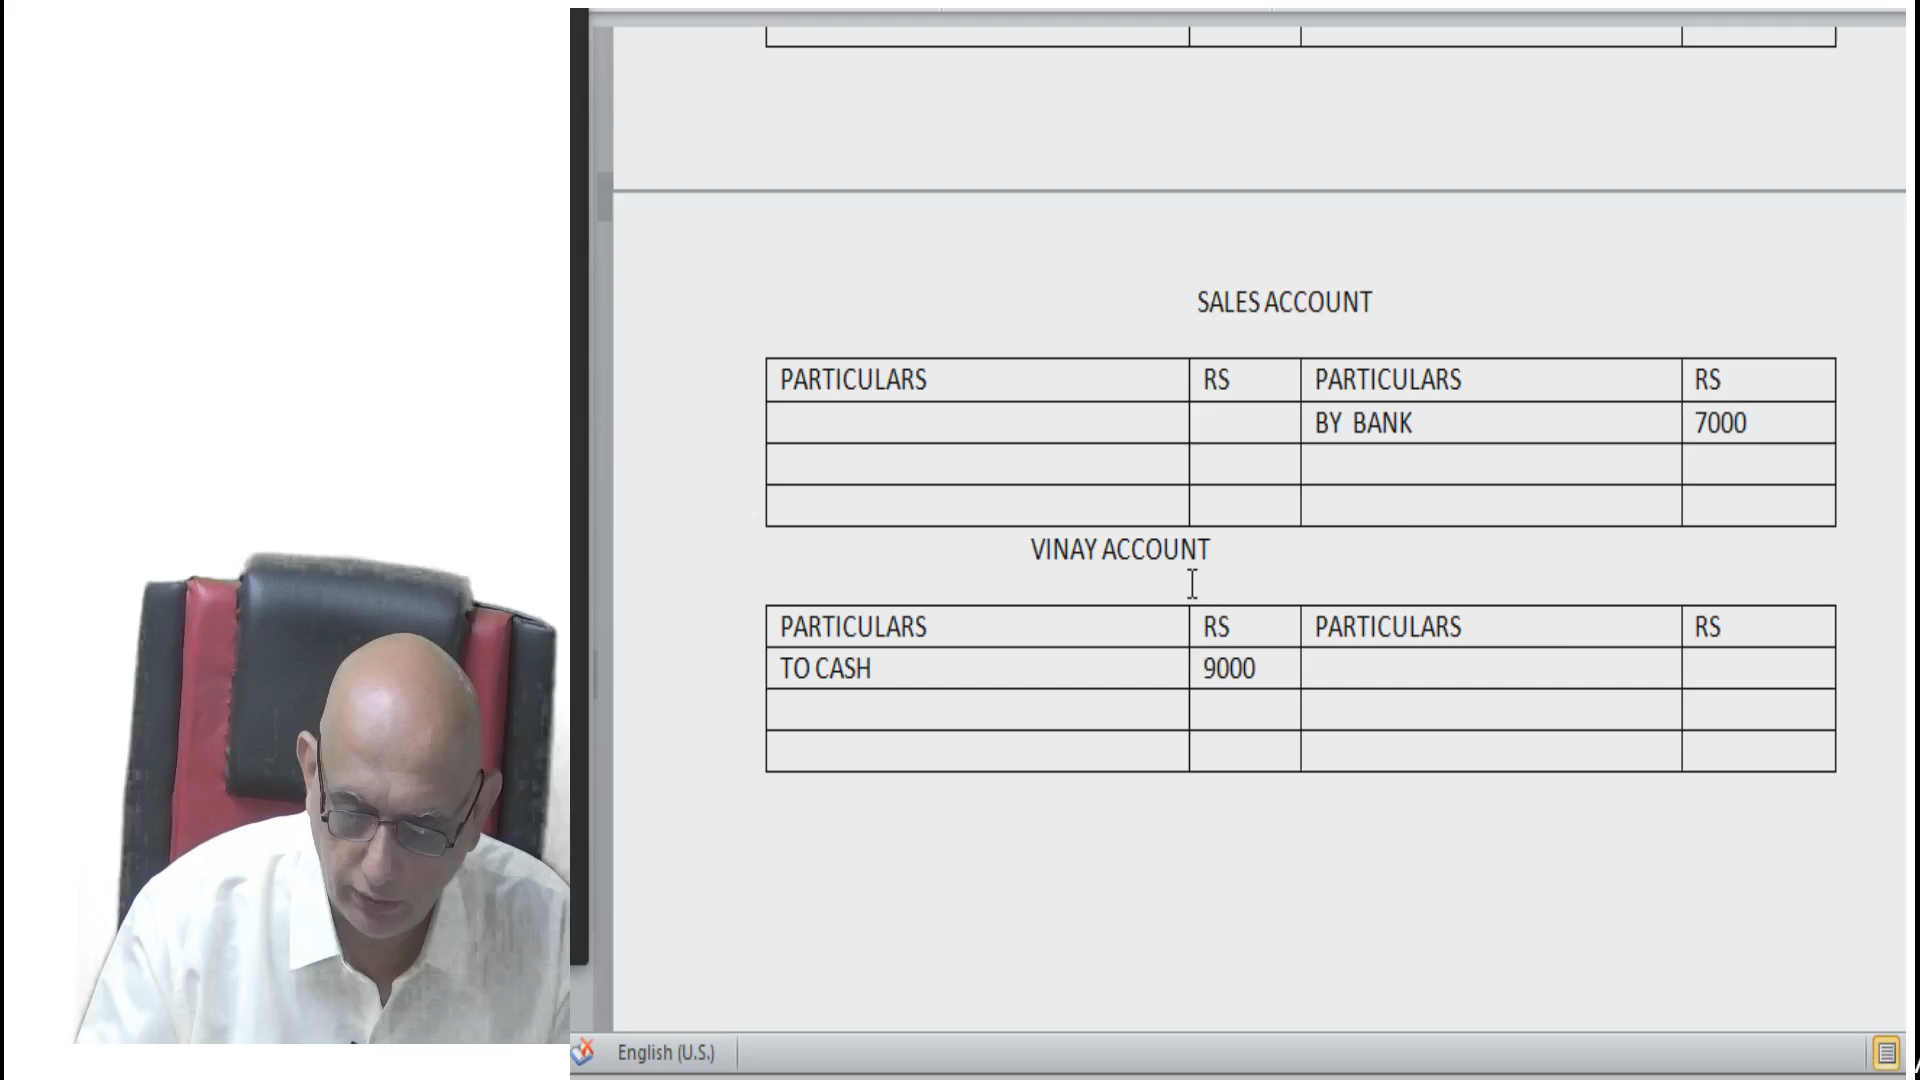 SALES ACCOUNT
PARTICULARS RS PARTICULARS RS
BY BANK 7000
VINAY ACCOUNT
PARTICULARS RS PARTICULARS RS
TO CASH 9000
English (U.S.)